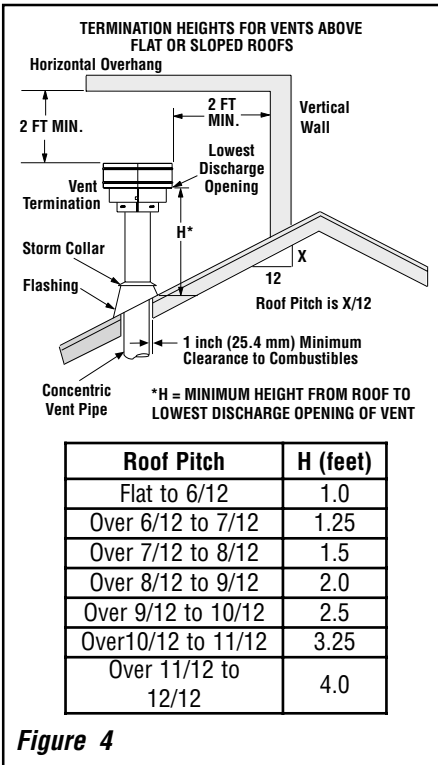 TERMINATION HEIGHTS FOR VENTS ABOVE
FLAT OR SLOPED ROOFS
Horizontal Overhang
2 FT MIN.
2 FT
MIN.
Vertical
Wall
Lowest
Discharge
Opening
Vent
Termination
H*
Storm Collar
X
12
Flashing
Roof Pitch is X/12
1 inch (25.4 mm) Minimum
Clearance to Combustibles
Concentric
Vent Pipe
*H = MINIMUM HEIGHT FROM ROOF TO
LOWEST DISCHARGE OPENING OF VENT
Roof Pitch H (feet)
Flat to 6/12 1.0
Over 6/12 to 7/12 1.25
Over 7/12 to 8/12 1.5
Over 8/12 to 9/12 2.0
Over 9/12 to 10/12 2.5
Over10/12 to 11/12 3.25
Over 11/12 to
12/12 4.0
Figure 4